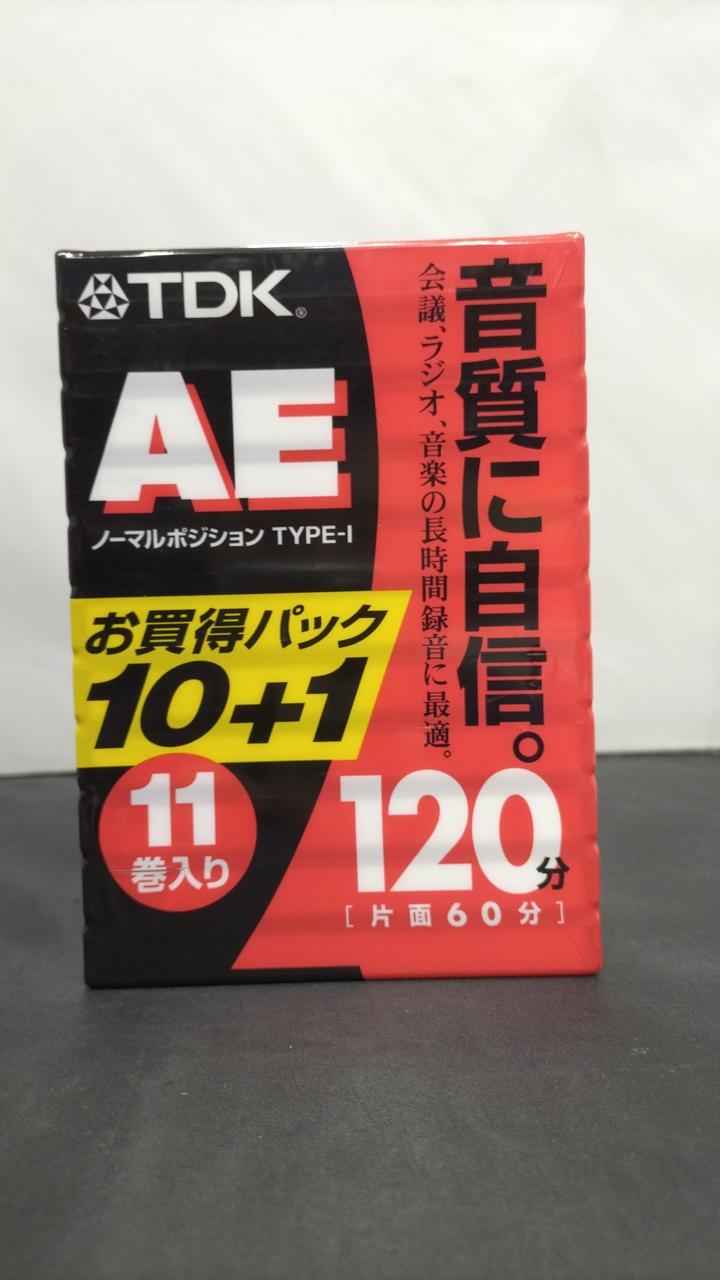 TDK®
AE
ノーマルポジション TYPE-I
お買得パック
10+1
11
巻入り
音質に自信。
会議、ラジオ、音楽の長時間録音に最適。
120分
[片面60分]